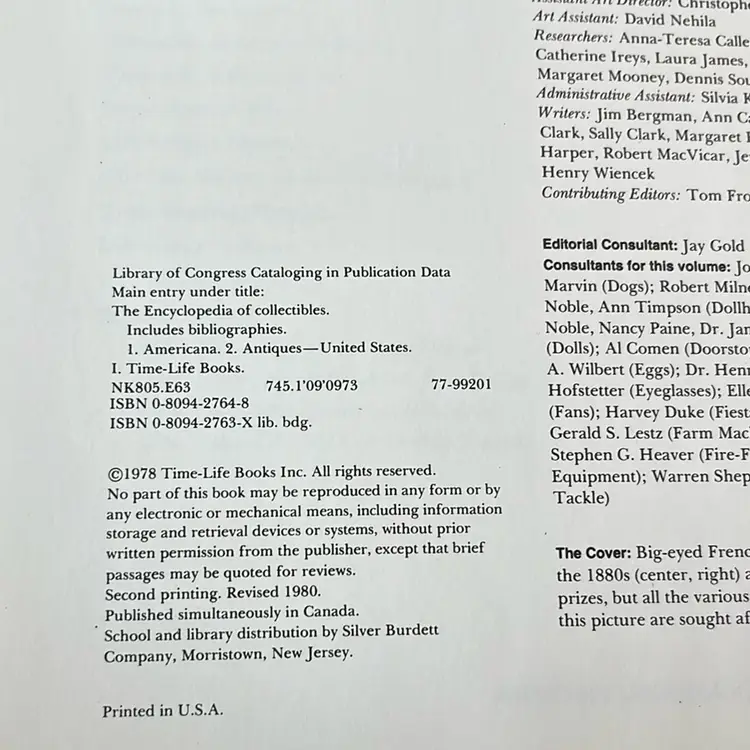 Library of Congress Cataloging in Publication Data
Main entry under title:
The Encyclopedia of collectibles.
Includes bibliographies.
1. Americana. 2. Antiques—United States.
I. Time-Life Books.
NK805.E63 745.1'09'0973 77-99201
ISBN 0-8094-2764-8
ISBN 0-8094-2763-X lib. bdg.
©1978 Time-Life Books Inc. All rights reserved.
No part of this book may be reproduced in any form or by
any electronic or mechanical means, including information
storage and retrieval devices or systems, without prior
written permission from the publisher, except that brief
passages may be quoted for reviews.
Second printing. Revised 1980.
Published simultaneously in Canada.
School and library distribution by Silver Burdett
Company, Morristown, New Jersey.
Printed in U.S.A.
Assistant Art Director:
Art Assistant: David Nehila
Researchers: Anna-Teresa
Catherine Ireys, Laura James,
Margaret Mooney, Dennis
Administrative Assistant: Silvia
Writers: Jim Bergman, Ann
Clark, Sally Clark, Margaret
Harper, Robert MacVicar,
Henry Wiencek
Contributing Editors: Tom
Editorial Consultant: Jay Gold
Consultants for this volume:
Marvin (Dogs); Robert
Noble, Ann Timpson
Noble, Nancy Paine, Dr.
(Dolls); Al Comen
A. Wilbert (Eggs); Dr.
Hofstetter (Eyeglasses);
(Fans); Harvey Duke
Gerald S. Lestz (Farm
Stephen G. Heaver
Equipment); Warren
Tackle)
The Cover: Big-eyed
the 1880s (center, right)
prizes, but all the various
this picture are sought